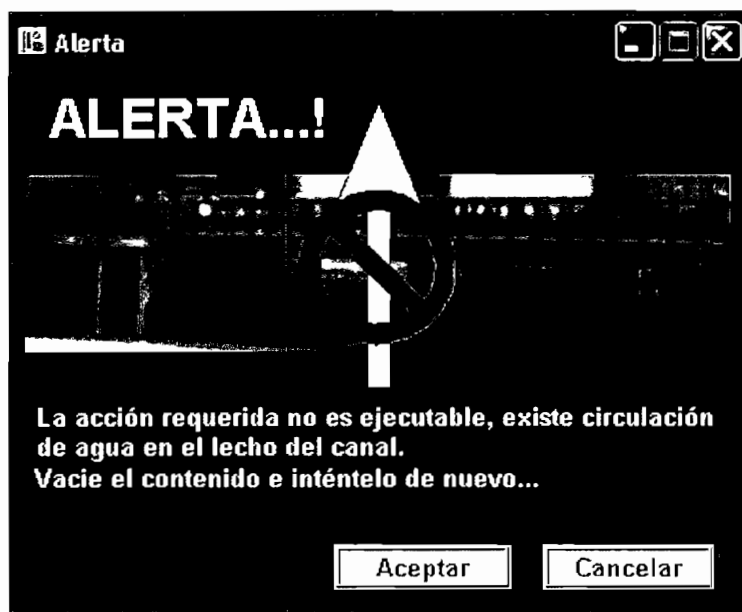 Alerta
ALERTA...!
La acción requerida no es ejecutable, existe circulación
de agua en el lecho del canal.
Vacie el contenido e inténtelo de nuevo...
Aceptar Cancelar